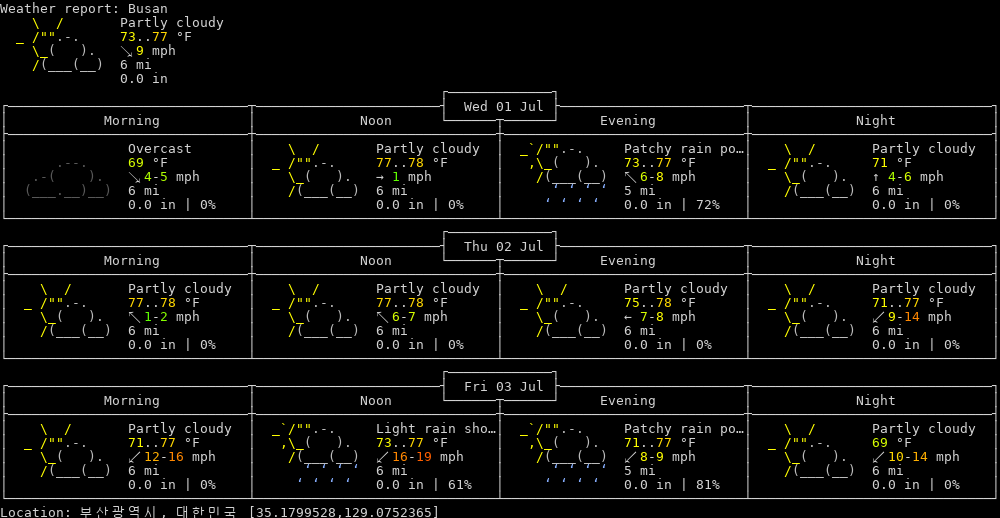 Weather report: Busan
Partly cloudy
73..77 °F
↘9 mph
6 mi
0.0 in
Wed 01 Jul
Morning Noon Evening Night
Overcast Partly cloudy Patchy rain po… Partly cloudy
69 °F 77..78 °F 73..77 °F 71 °F
↘4-5 mph → 1 mph ↖6-8 mph ↑ 4-6 mph
6 mi 6 mi 5 mi 6 mi
0.0 in | 0% 0.0 in | 0% 0.0 in | 72% 0.0 in | 0%
Thu 02 Jul
Morning Noon Evening Night
Partly cloudy Partly cloudy Partly cloudy Partly cloudy
77..78 °F 77..78 °F 75..78 °F 71..77 °F
↖1-2 mph ↖6-7 mph ← 7-8 mph ↙9-14 mph
6 mi 6 mi 6 mi 6 mi
0.0 in | 0% 0.0 in | 0% 0.0 in | 0% 0.0 in | 0%
Fri 03 Jul
Morning Noon Evening Night
Partly cloudy Light rain sho… Patchy rain po… Partly cloudy
71..77 °F 73..77 °F 71..77 °F 69 °F
↙12-16 mph ↙16-19 mph ↙8-9 mph ↙10-14 mph
6 mi 6 mi 5 mi 6 mi
0.0 in | 0% 0.0 in | 61% 0.0 in | 81% 0.0 in | 0%
Location: 부산광역시, 대한민국 [35.1799528,129.0752365]